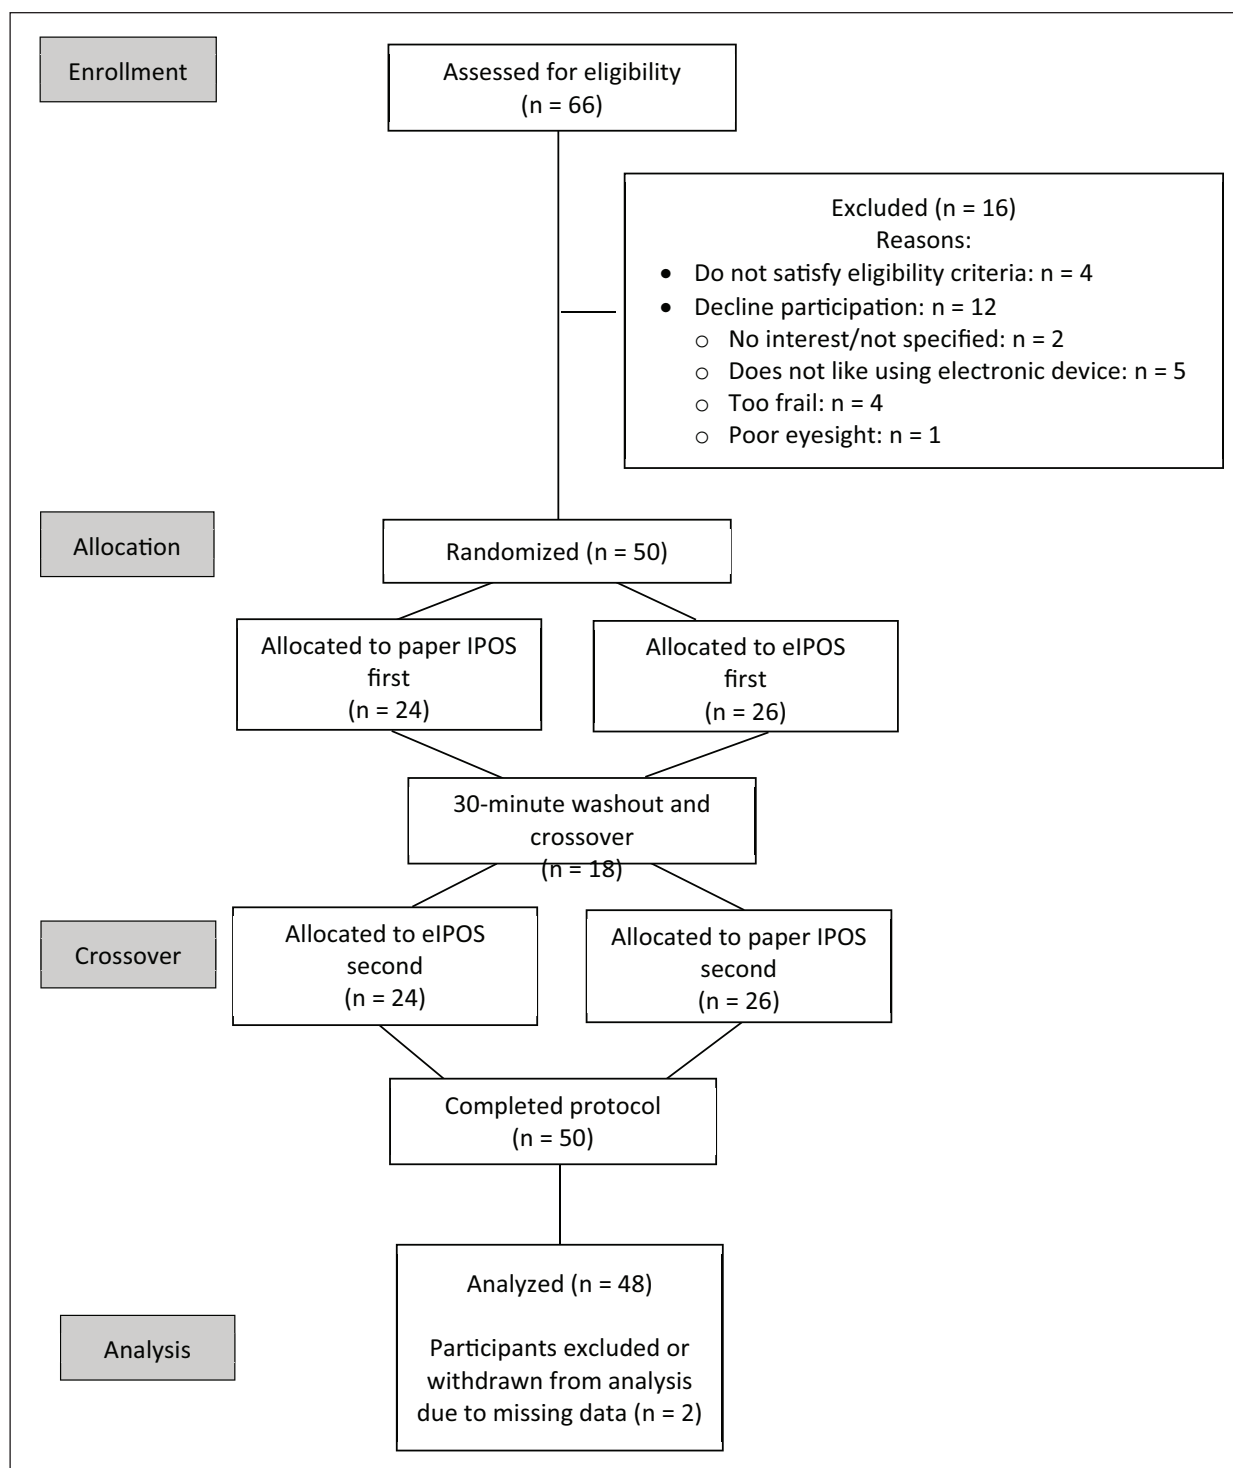 Enrollment
Assessed for eligibility
(n = 66)
Excluded (n = 16)
Reasons:
• Do not satisfy eligibility criteria: n = 4
• Decline participation: n = 12
o No interest/not specified: n = 2
o Does not like using electronic device: n = 5
o Too frail: n = 4
o Poor eyesight: n = 1
Allocation
Randomized (n = 50)
Allocated to paper IPOS
first
(n = 24)
Allocated to eIPOS
first
(n = 26)
30-minute washout and
crossover
(n = 18)
Crossover
Allocated to eIPOS
second
(n = 24)
Allocated to paper IPOS
second
(n = 26)
Completed protocol
(n = 50)
Analysis
Analyzed (n = 48)
Participants excluded or
withdrawn from analysis
due to missing data (n = 2)